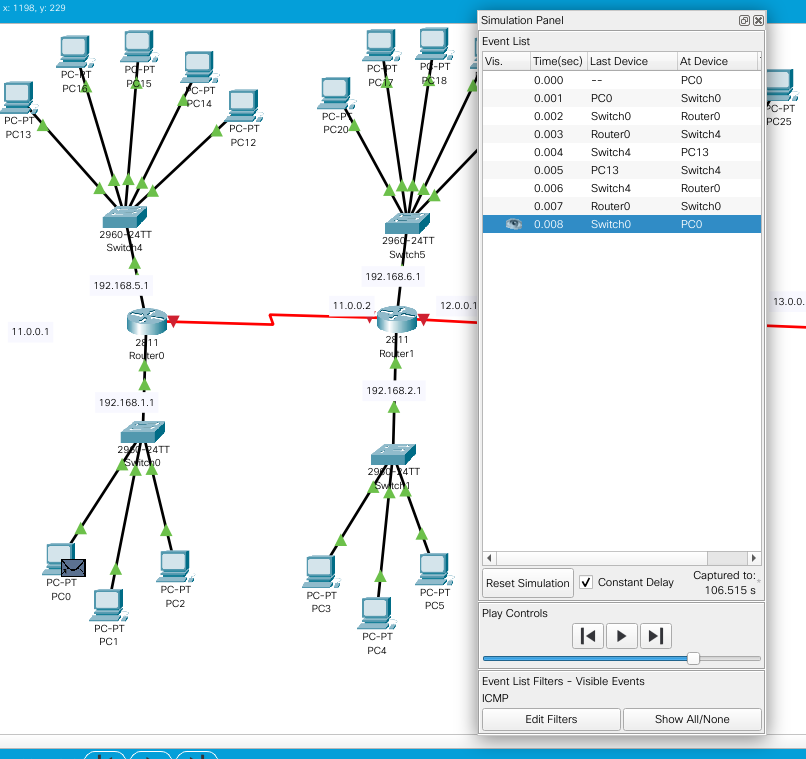 x: 1198, y: 229
PC-PT
PC16
PC-PT
PC15
PC-PT
PC14
PC-PT
PC13
PC-PT
PC12
2960-24TT
Switch4
192.168.5.1
11.0.0.1
2811
Router0
192.168.1.1
2960-24TT
Switch0
PC-PT
PC0
PC-PT
PC1
PC-PT
PC2
PC-PT
PC17
PC-PT
PC18
PC-P
PC20
2960-24TT
Switch5
192.168.6.1
11.0.0.2
12.0.0.1
2811
Router1
192.168.2.1
2960-24TT
Switch1
PC-PT
PC3
PC-PT
PC4
PC-PT
PC5
Simulation Panel
Event List
Vis. Time(sec) Last Device At Device
0.000 -- PC0
0.001 PC0 Switch0
0.002 Switch0 Router0
0.003 Router0 Switch4
0.004 Switch4 PC13
0.005 PC13 Switch4
0.006 Switch4 Router0
0.007 Router0 Switch0
0.008 Switch0 PC0
Reset Simulation
Constant Delay
Captured to:
106.515 s
Play Controls
Event List Filters - Visible Events
ICMP
Edit Filters
Show All/None
PC-PT
PC25
13.0.0.